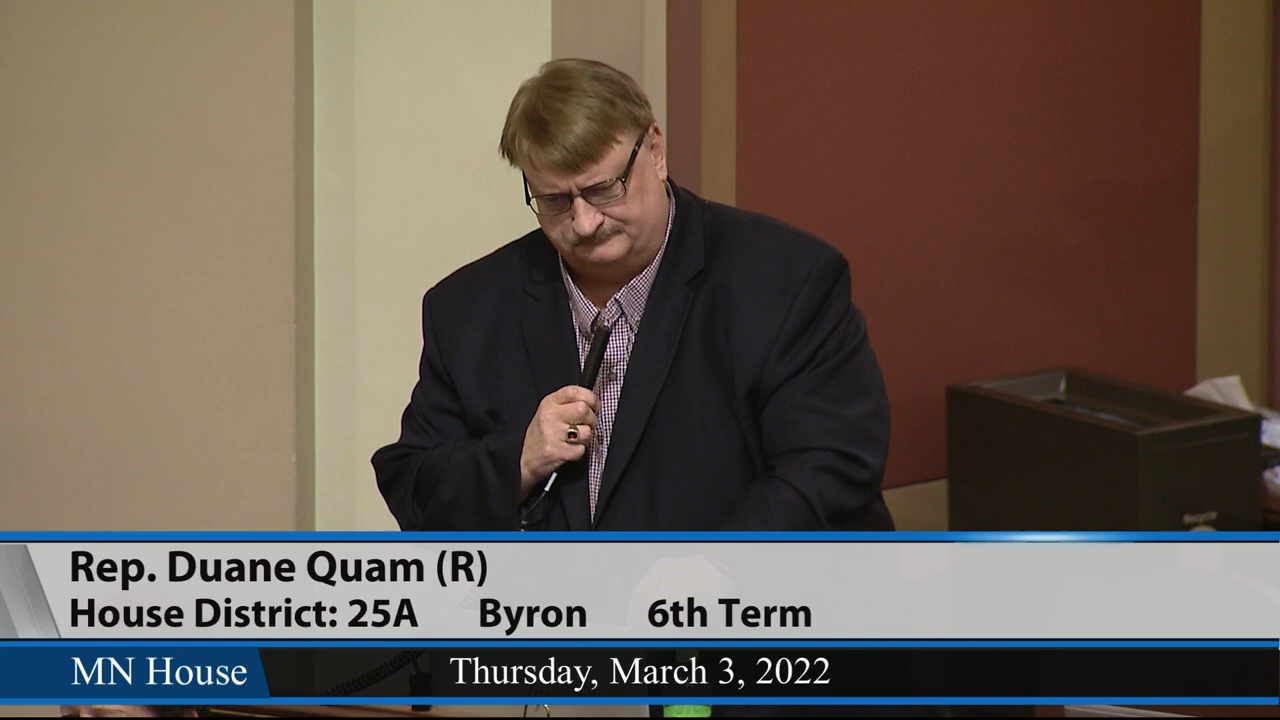 Rep. Duane Quam (R)
House District: 25A Byron 6th Term
MN House Thursday, March 3, 2022